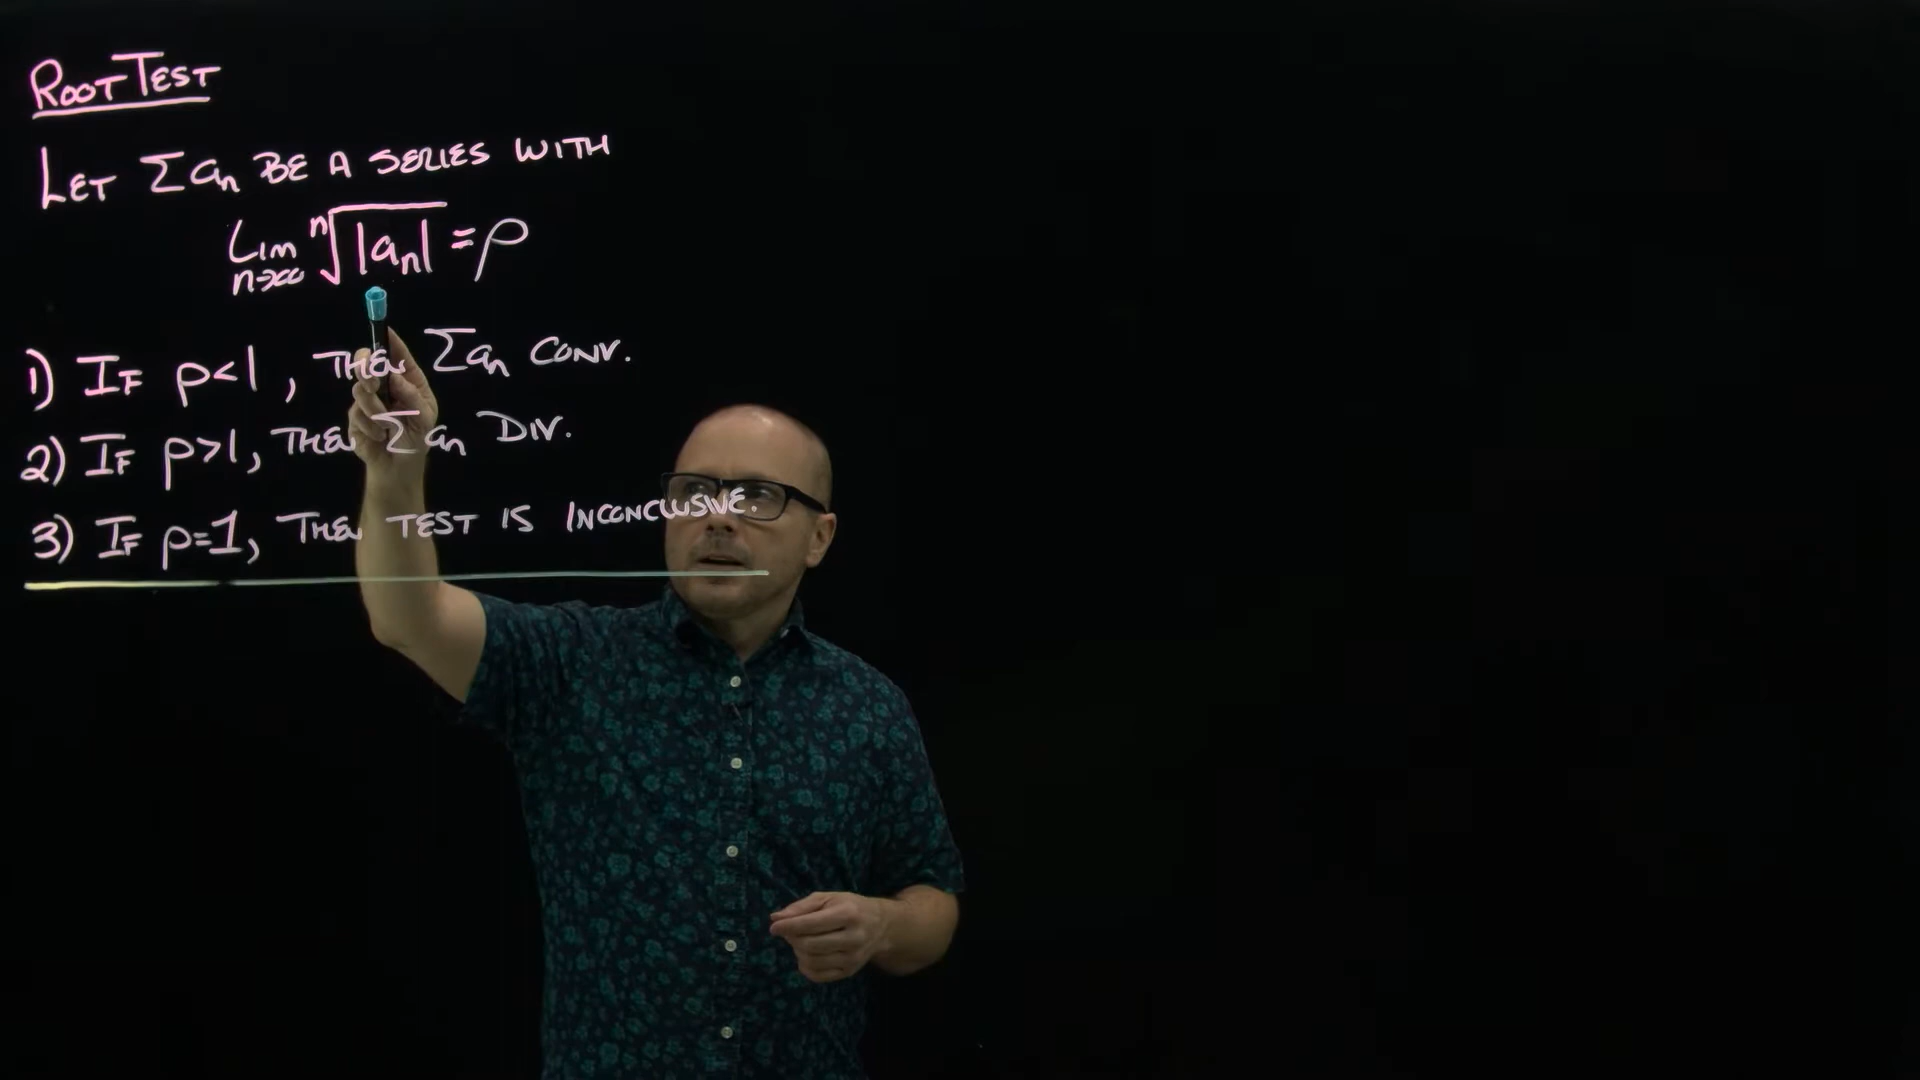 ROOT TEST
LET Σaₙ BE A SERIES WITH
Lim n→∞ ⁿ√|aₙ| = ρ
1) IF ρ<1, THEN Σaₙ CONV.
2) IF ρ>1, THEN Σaₙ DIV.
3) IF ρ=1, THEN TEST IS INCONCLUSIVE.